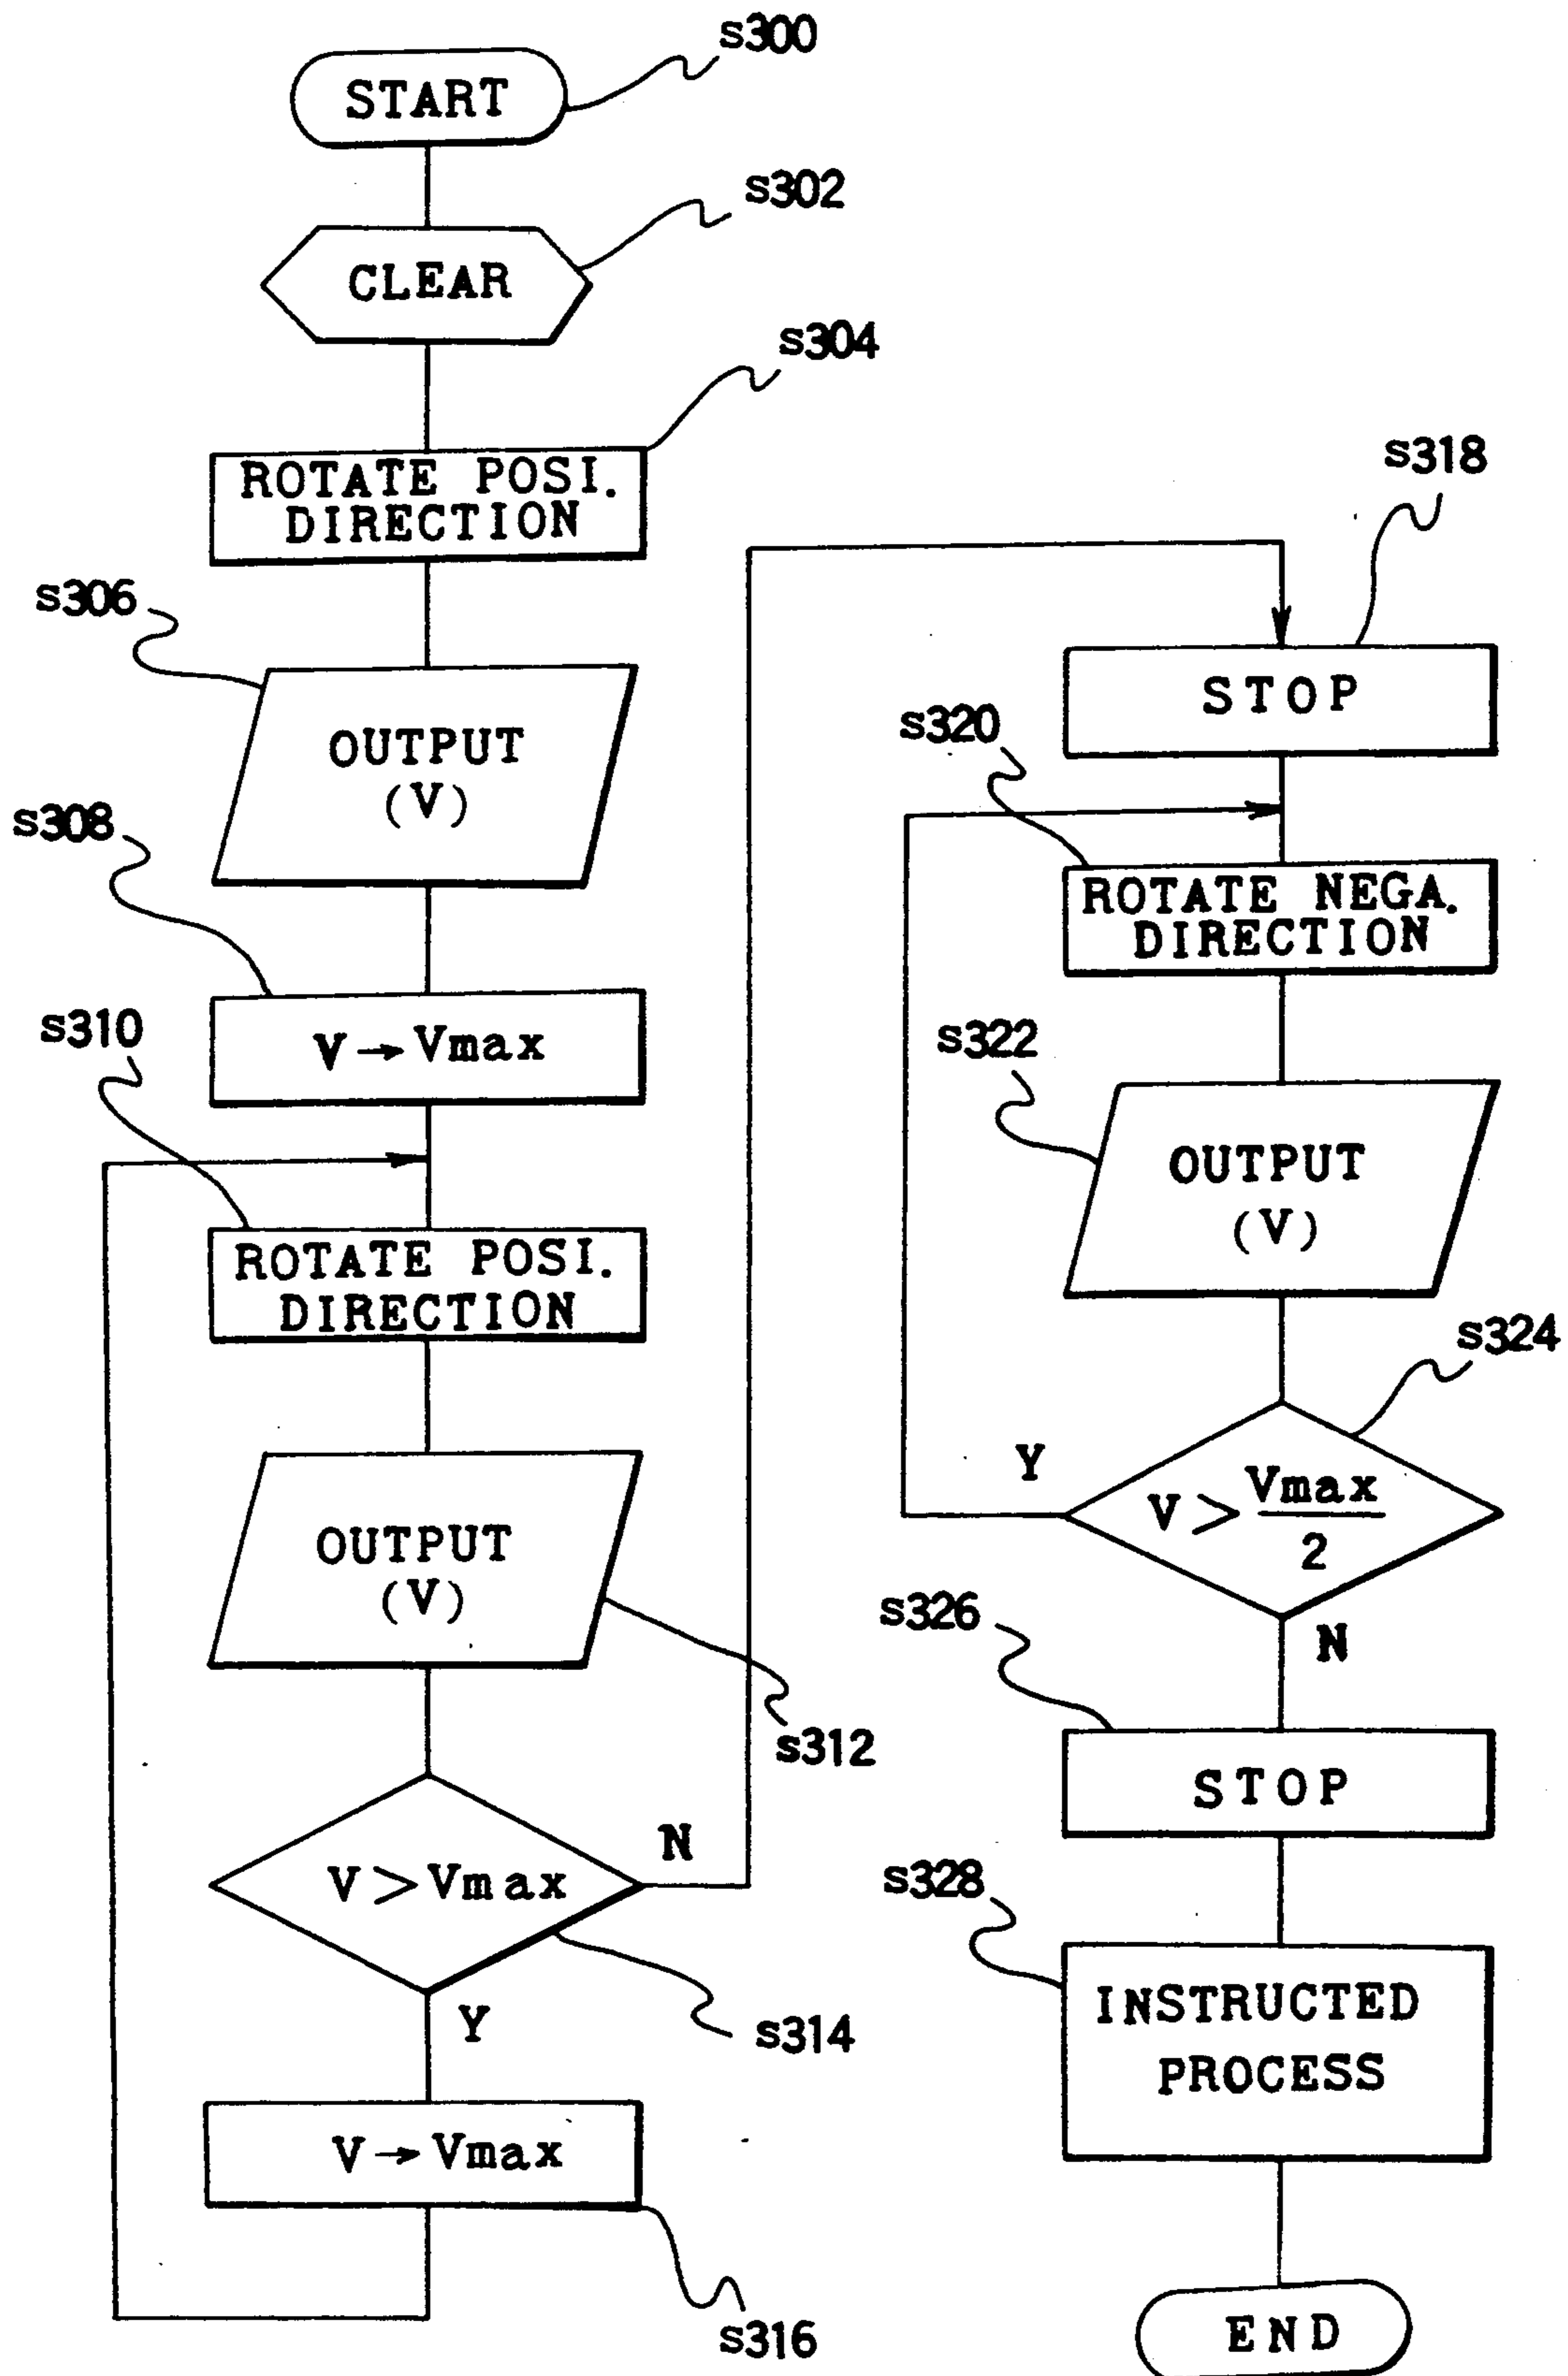 s300
START
s302
CLEAR
s304
ROTATE POSI.
DIRECTION
s306
OUTPUT
(V)
s308
V → Vmax
s310
ROTATE POSI.
DIRECTION
OUTPUT
(V)
s312
V > Vmax
N
Y
s314
V → Vmax
s316
s318
STOP
s320
ROTATE NEGA.
DIRECTION
s322
OUTPUT
(V)
s324
Y
V > Vmax
2
N
s326
STOP
s328
INSTRUCTED
PROCESS
END